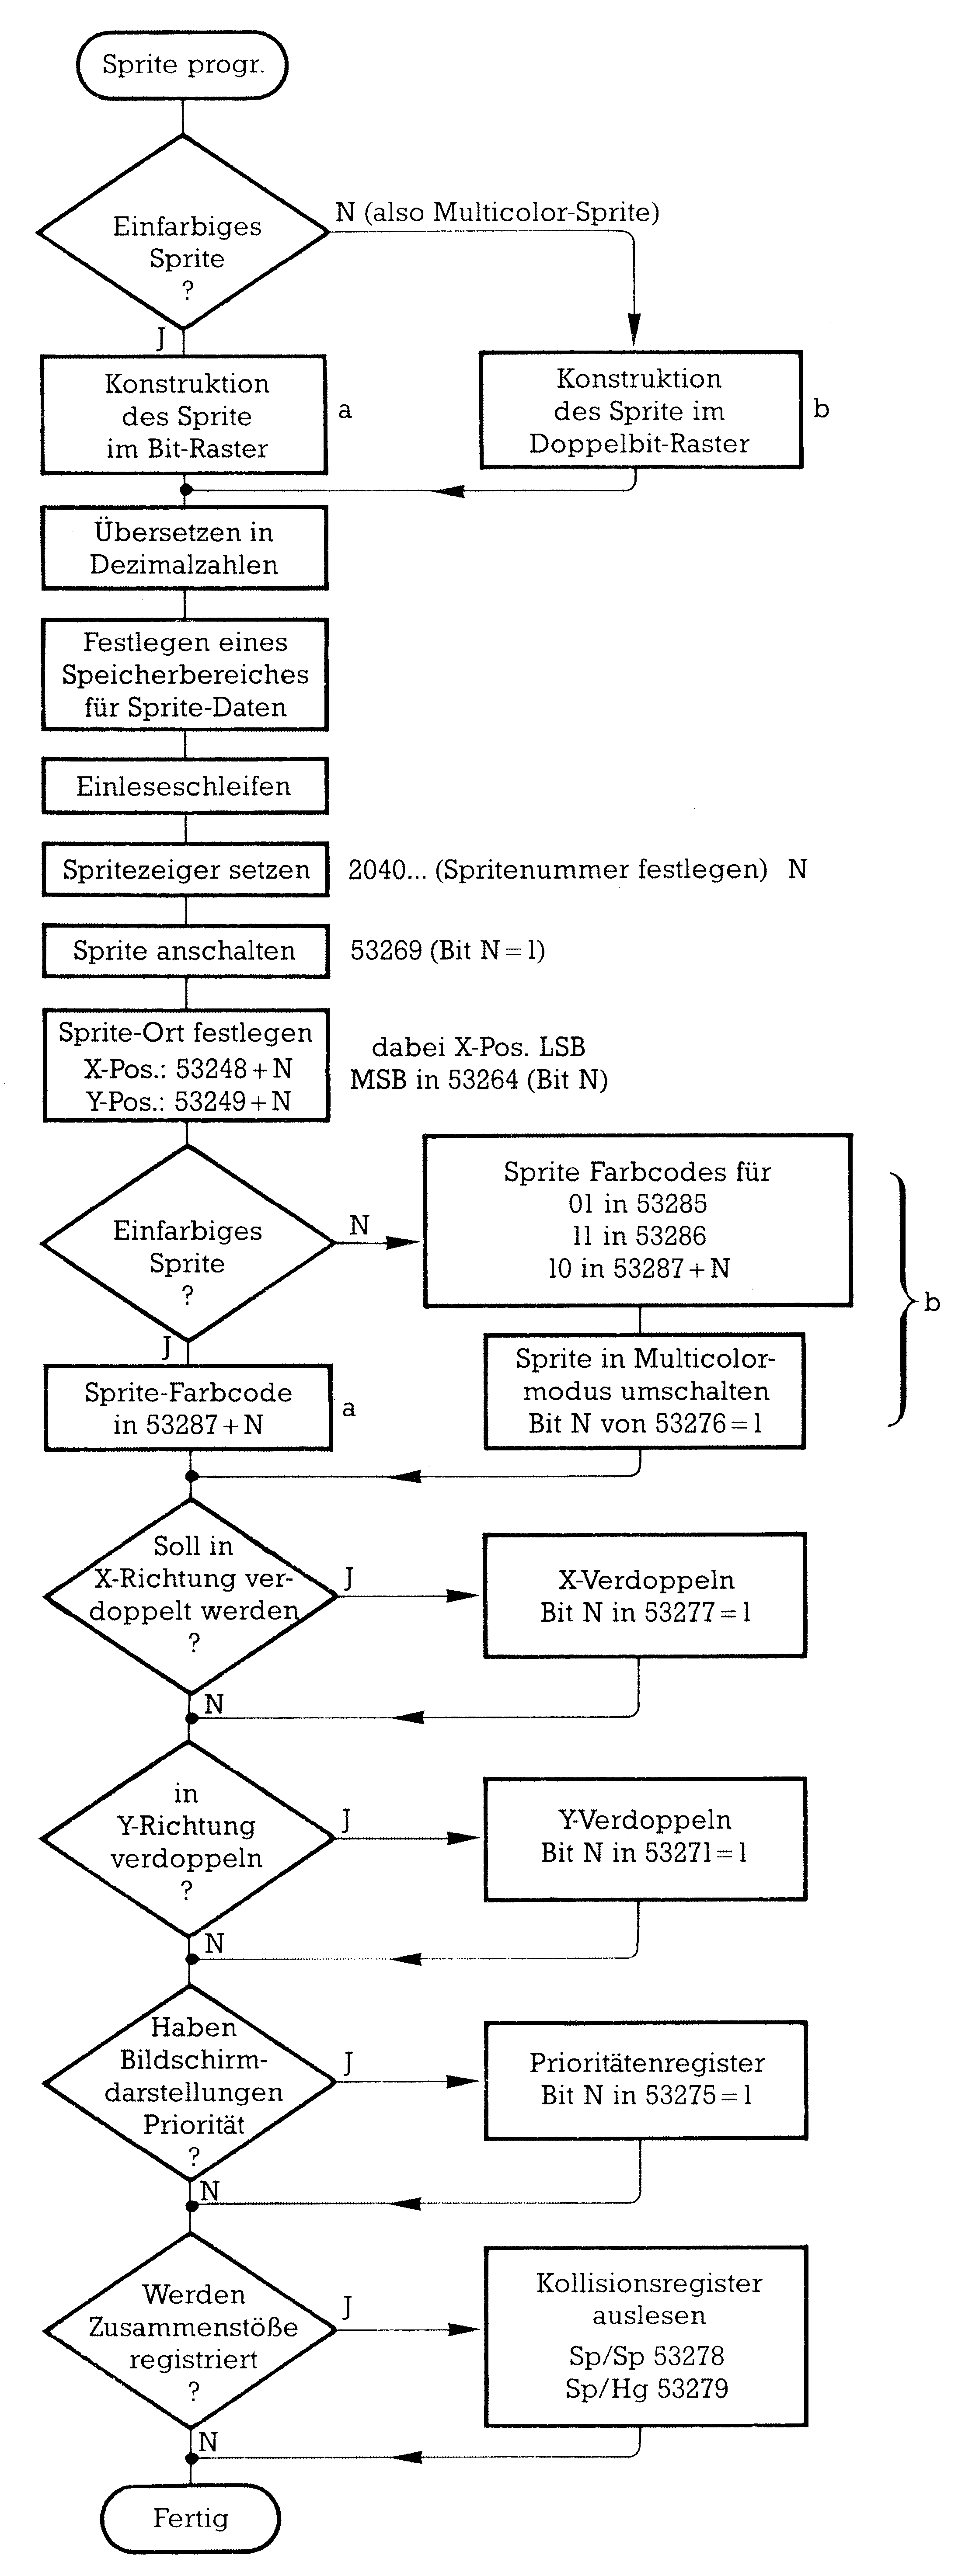 Sprite progr.
Einfarbiges
Sprite
?
N (also Multicolor-Sprite)
J
Konstruktion
des Sprite
im Bit-Raster
a
Konstruktion
des Sprite im
Doppelbit-Raster
b
Übersetzen in
Dezimalzahlen
Festlegen eines
Speicherbereiches
für Sprite-Daten
Einleseschleifen
Spritezeiger setzen
2040... (Spritenummer festlegen) N
Sprite anschalten
53269 (Bit N = 1)
Sprite-Ort festlegen
X-Pos.: 53248 + N
Y-Pos.: 53249 + N
dabei X-Pos. LSB
MSB in 53264 (Bit N)
Einfarbiges
Sprite
?
N
Sprite Farbcodes für
01 in 53285
11 in 53286
10 in 53287 + N
b
J
Sprite-Farbcode
in 53287 + N
a
Sprite in Multicolor-
modus umschalten
Bit N von 53276 = 1
Soll in
X-Richtung ver-
doppelt werden
?
J
X-Verdoppeln
Bit N in 53277 = 1
N
in
Y-Richtung
verdoppeln
?
J
Y-Verdoppeln
Bit N in 53271 = 1
N
Haben
Bildschirm-
darstellungen
Priorität
?
J
Prioritätenregister
Bit N in 53275 = 1
N
Werden
Zusammenstöße
registriert
?
J
Kollisionsregister
auslesen
Sp/Sp 53278
Sp/Hg 53279
N
Fertig